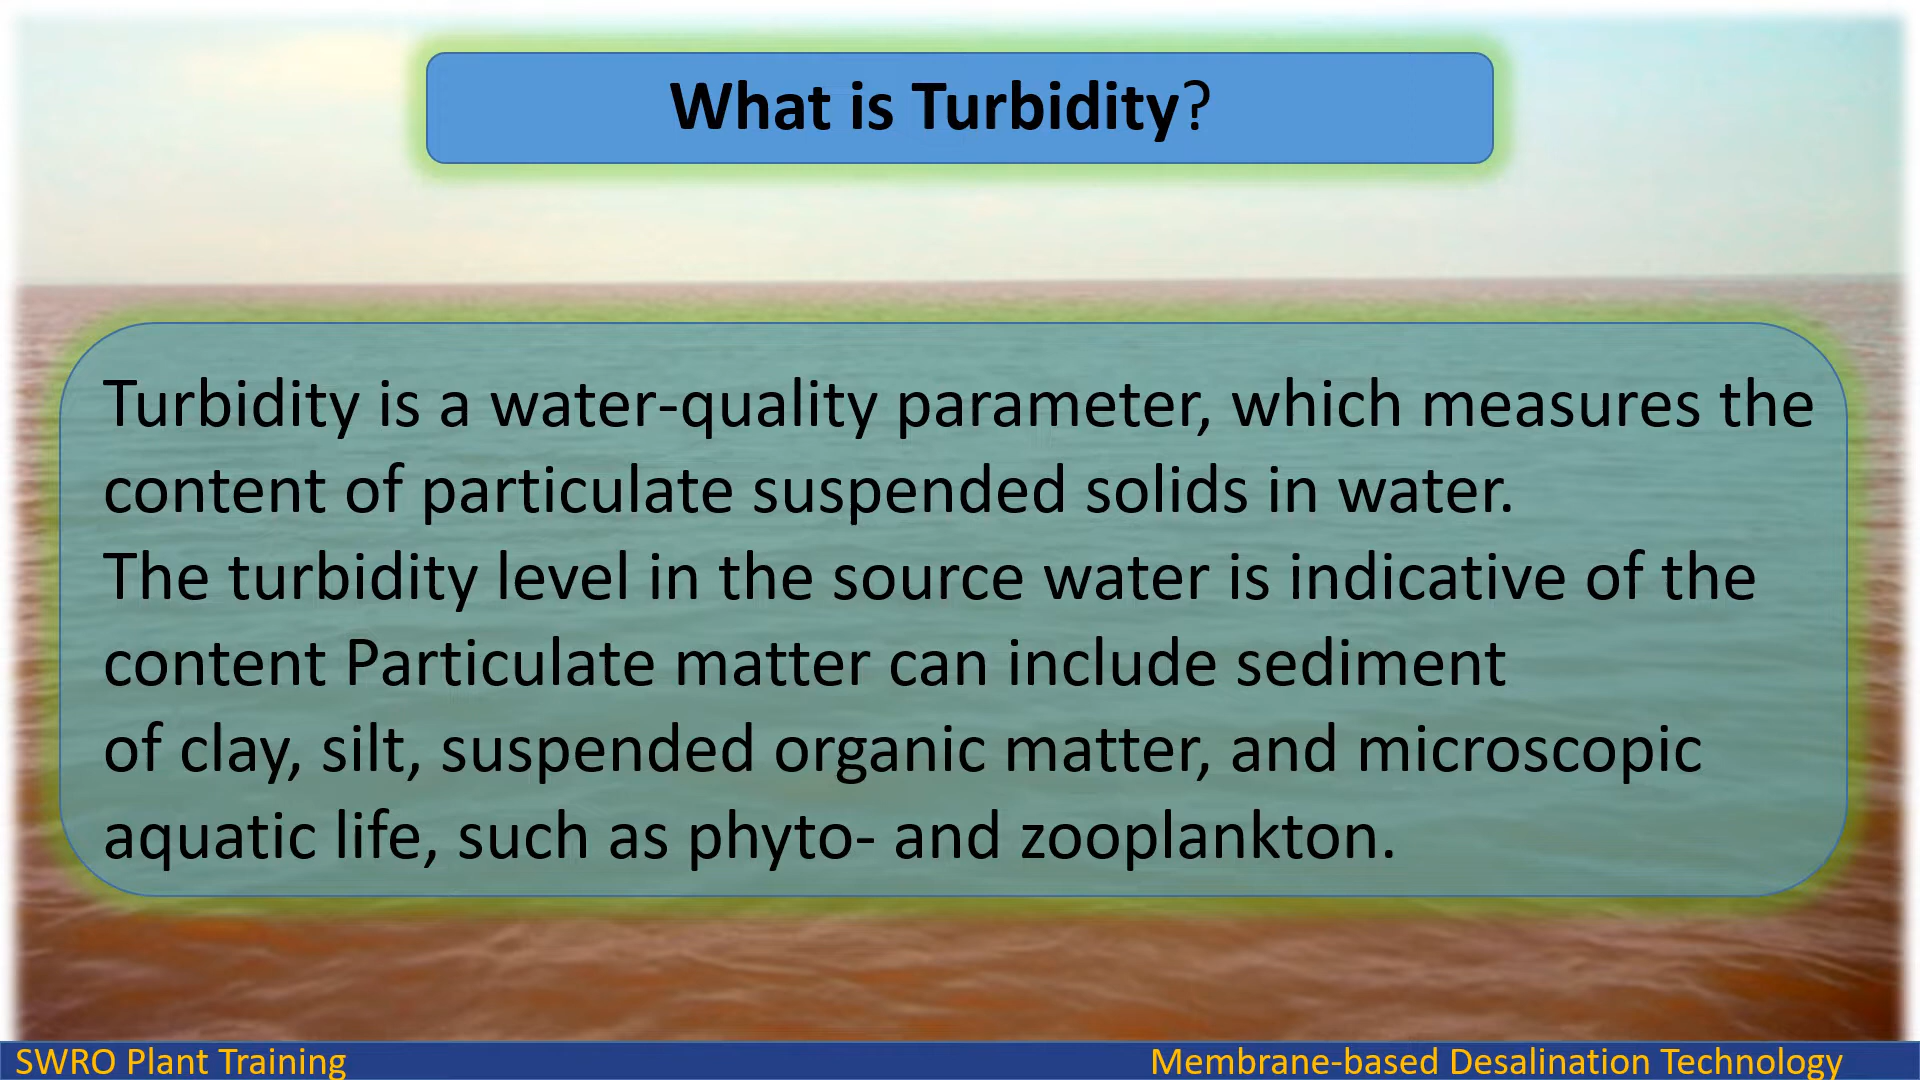 What is Turbidity?
Turbidity is a water-quality parameter, which measures the
content of particulate suspended solids in water.
The turbidity level in the source water is indicative of the
content Particulate matter can include sediment
of clay, silt, suspended organic matter, and microscopic
aquatic life, such as phyto- and zooplankton.
SWRO Plant Training
Membrane-based Desalination Technology